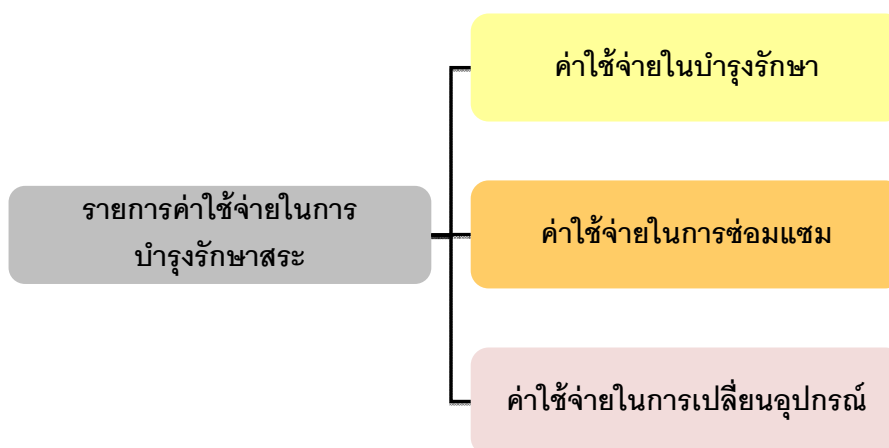 รายการค่าใช้จ่ายในการ
บำรุงรักษาสระ
ค่าใช้จ่ายในบำรุงรักษา
ค่าใช้จ่ายในการซ่อมแซม
ค่าใช้จ่ายในการเปลี่ยนอุปกรณ์